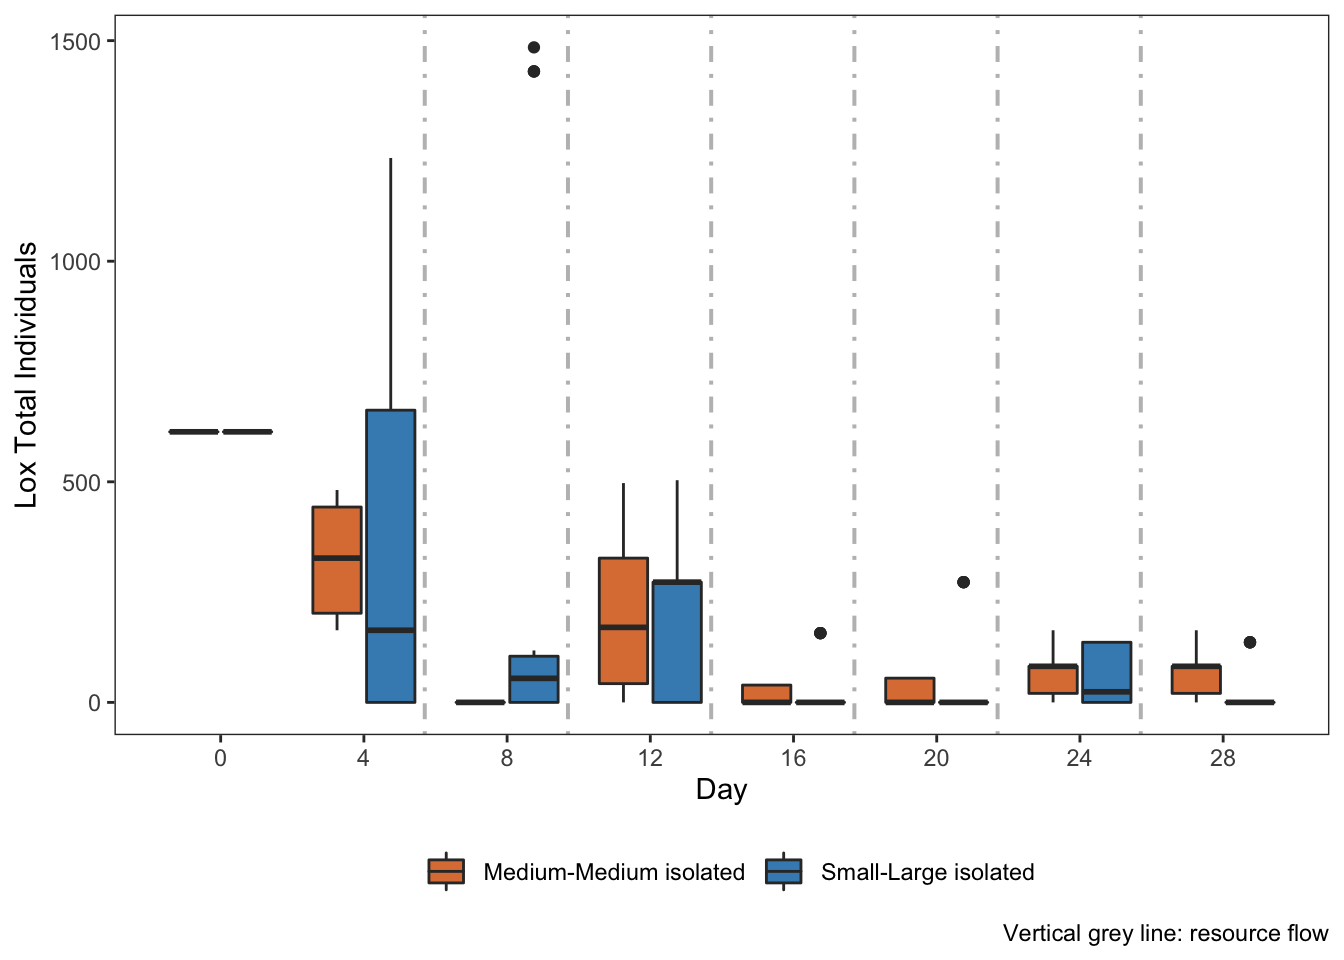 1500
1000
500
0
Lox Total Individuals
0 4 8 12 16 20 24 28
Day
Medium-Medium isolated Small-Large isolated
Vertical grey line: resource flow